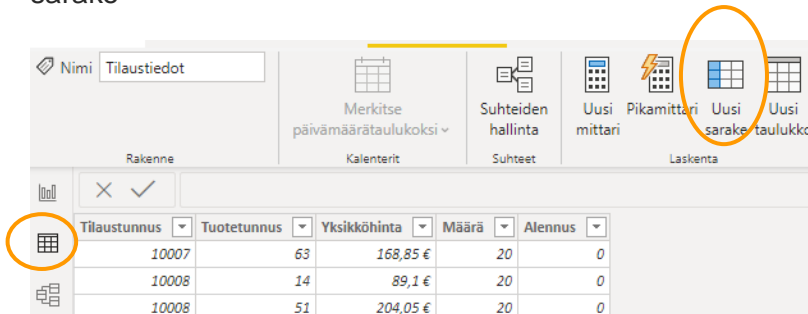 sarake
Nimi Tilaustiedot
Merkitse
päivämäärätaulukoksi
Suhteiden
hallinta
Uusi
mittari
Pikamittari
Uusi
sarake
Uusi
taulukko
Rakenne
Kalenterit
Suhteet
Laskenta
Tilaustunnus Tuotetunnus Yksikköhinta Määrä Alennus
10007 63 168,85 € 20 0
10008 14 89,1 € 20 0
10008 51 204,05 € 20 0